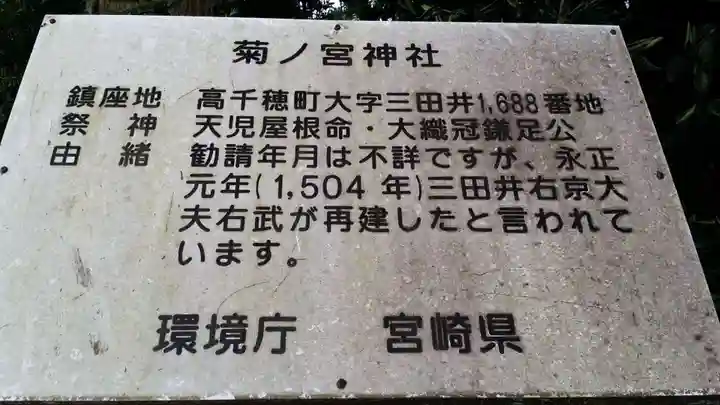 菊ノ宮神社
鎮座地 高千穂町大字三田井1,688番地
祭神 天児屋根命・大織冠鎌足公
由緒 勧請年月は不詳ですが、永正
元年(1,504年)三田井右京大
夫右武が再建したと言われて
います。
環境庁 宮崎県